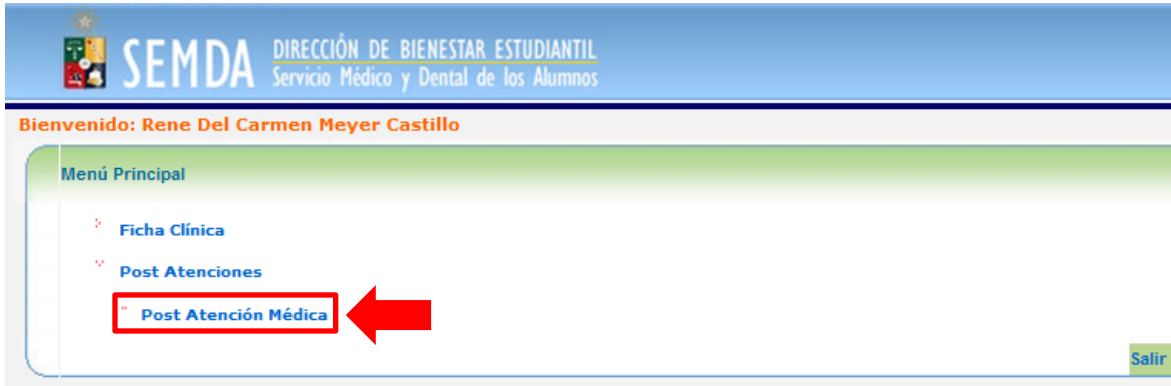 SEMDA
DIRECCIÓN DE BIENESTAR ESTUDIANTIL
Servicio Médico y Dental de los Alumnos
Bienvenido: Rene Del Carmen Meyer Castillo
Menú Principal
Ficha Clínica
Post Atenciones
Post Atención Médica
Salir